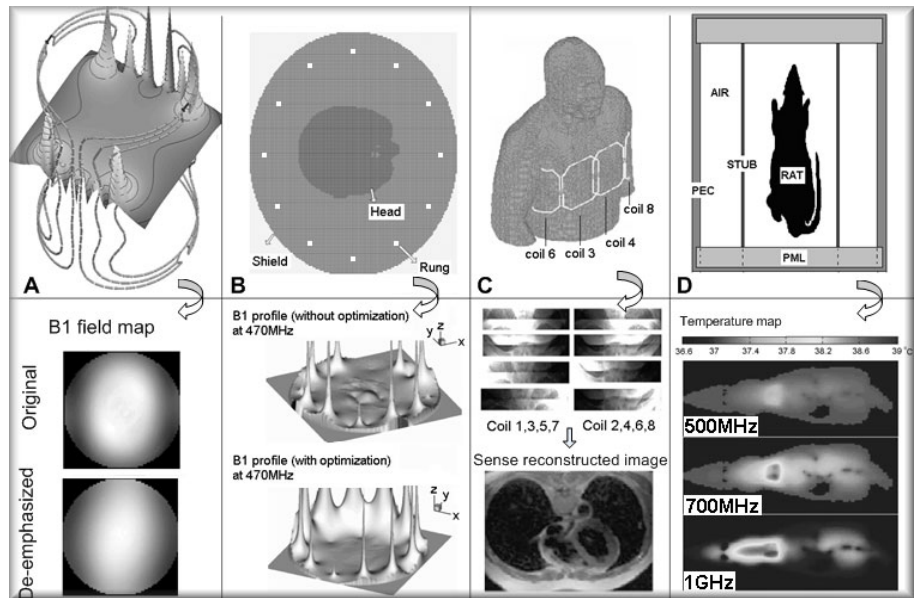 A
B1 field map
Original
De-emphasized
B
Head
Shield
Rung
B1 profile (without optimization)
at 470MHz
y z x
B1 profile (with optimization)
at 470MHz
z y x
C
coil 8
coil 4
coil 3
coil 6
Coil 1,3,5,7
Coil 2,4,6,8
Sense reconstructed image
D
AIR
STUB
PEC
RAT
PML
Temperature map
36.6 37 37.8 38.2 38.6 39 °C
500MHz
700MHz
1GHz